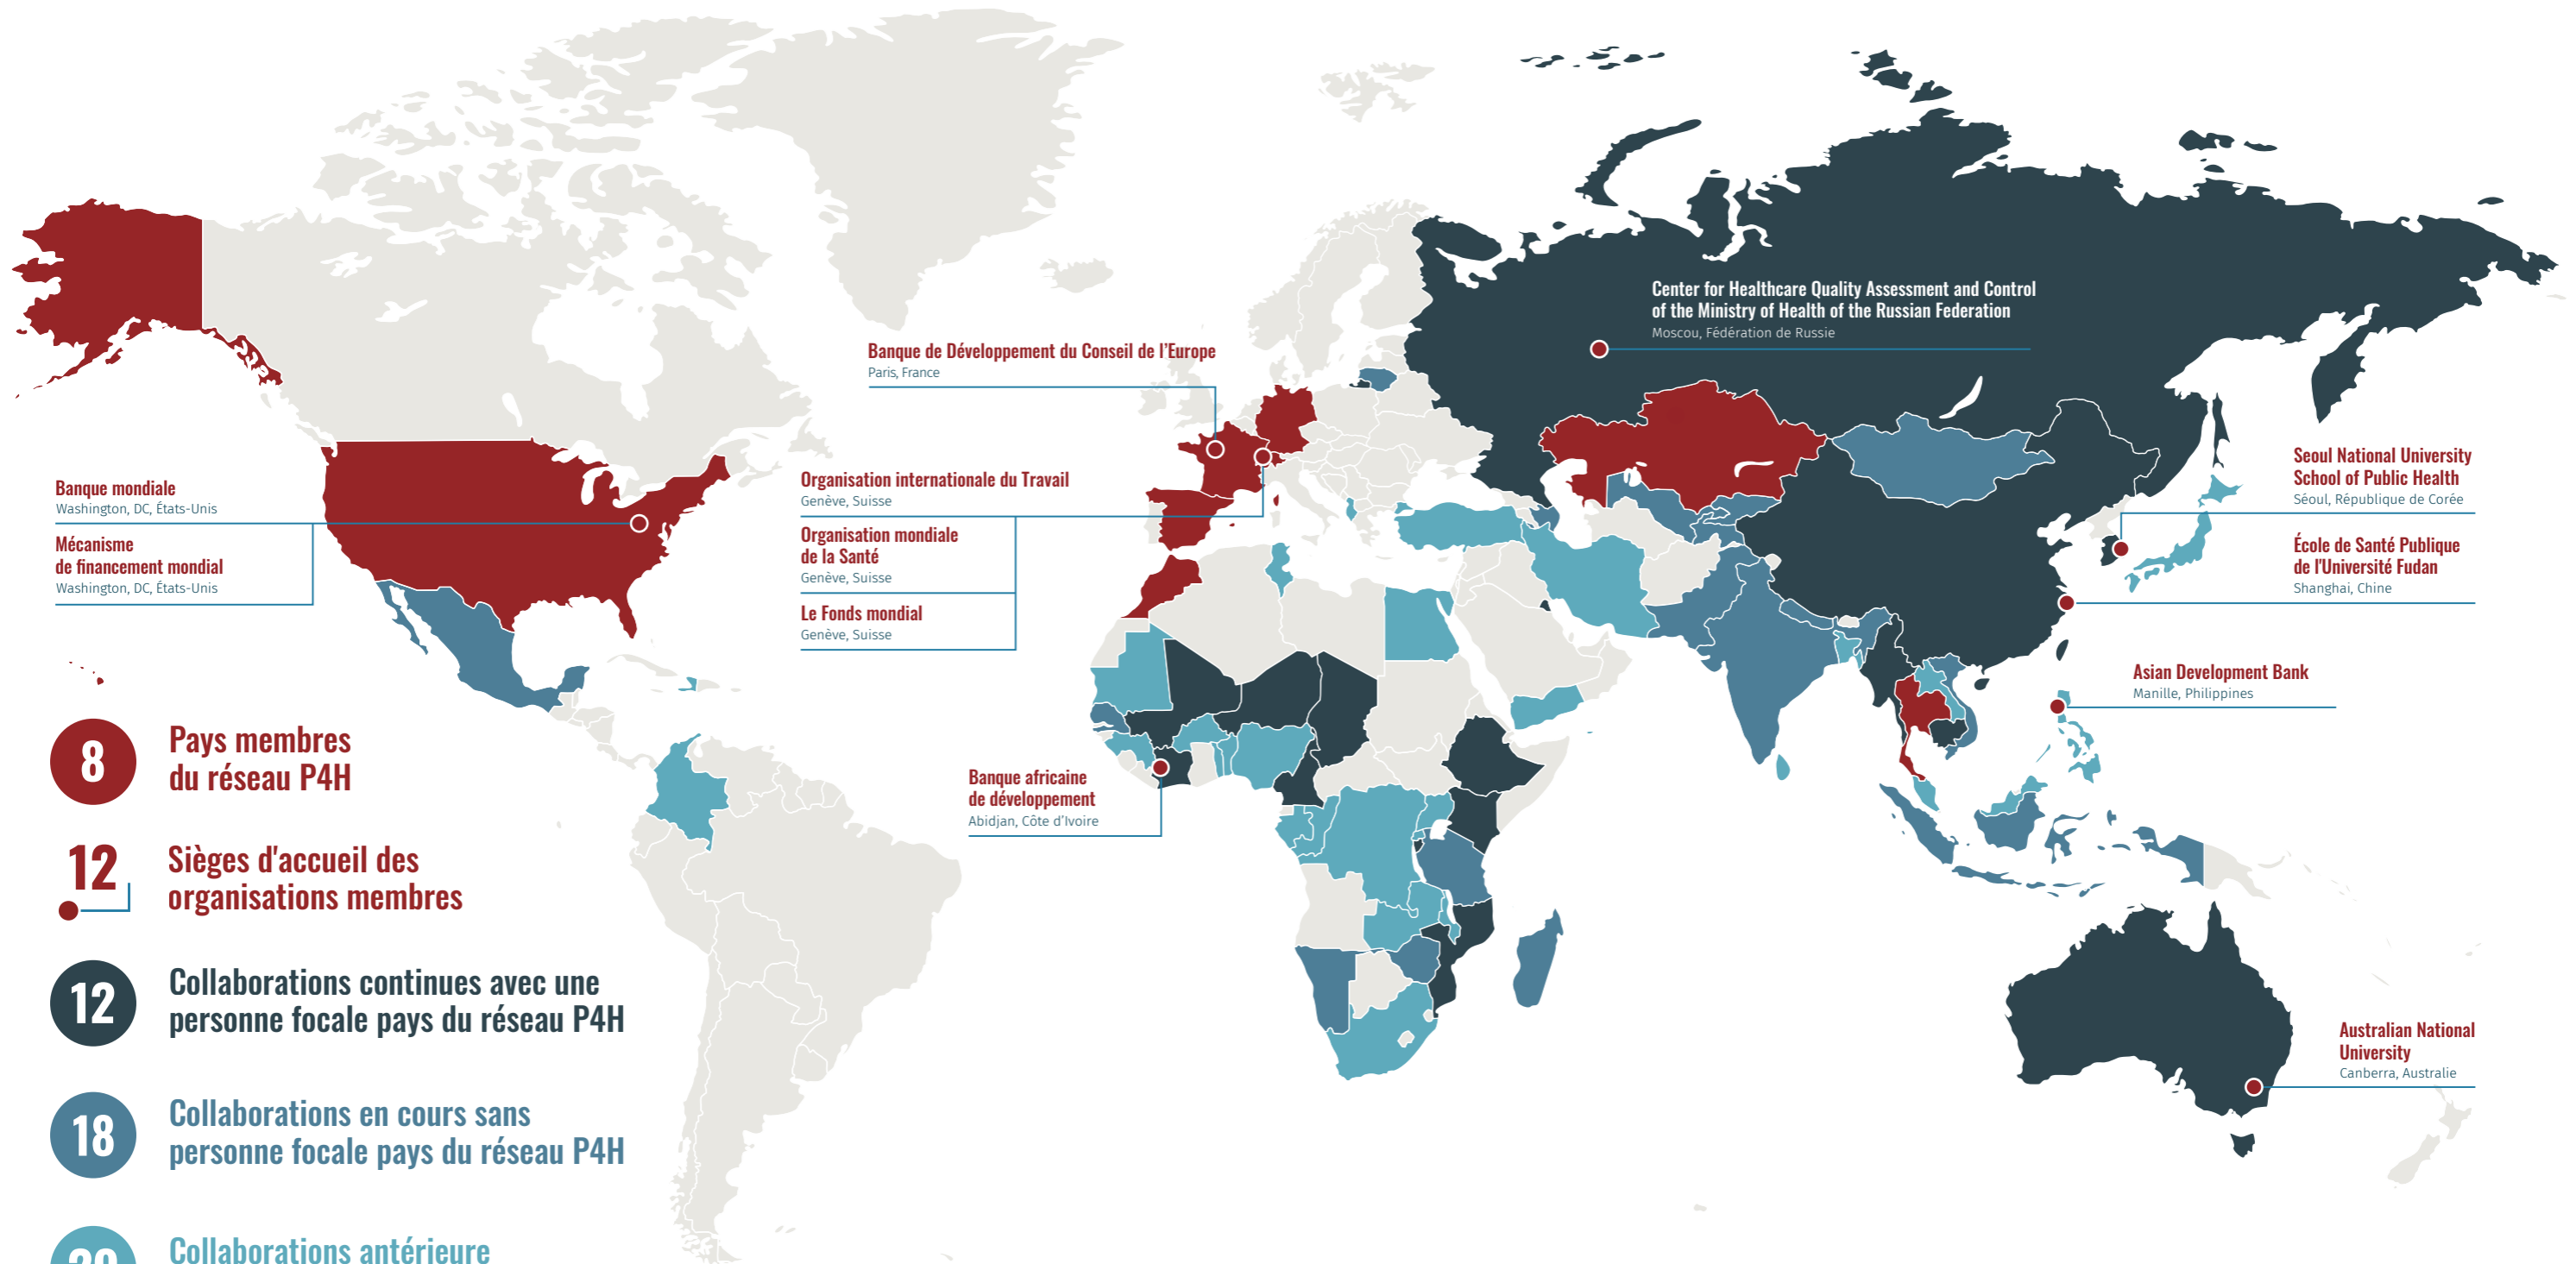 Center for Healthcare Quality Assessment and Control
of the Ministry of Health of the Russian Federation
Moscou, Fédération de Russie
Banque de Développement du Conseil de l’Europe
Paris, France
Banque mondiale
Washington, DC, États-Unis
Mécanisme
de financement mondial
Washington, DC, États-Unis
Organisation internationale du Travail
Genève, Suisse
Organisation mondiale
de la Santé
Genève, Suisse
Le Fonds mondial
Genève, Suisse
Seoul National University
School of Public Health
Séoul, République de Corée
École de Santé Publique
de l'Université Fudan
Shanghai, Chine
Asian Development Bank
Manille, Philippines
Banque africaine
de développement
Abidjan, Côte d’Ivoire
Australian National
University
Canberra, Australie
8
Pays membres
du réseau P4H
12
Sièges d'accueil des
organisations membres
12
Collaborations continues avec une
personne focale pays du réseau P4H
18
Collaborations en cours sans
personne focale pays du réseau P4H
Collaborations antérieure